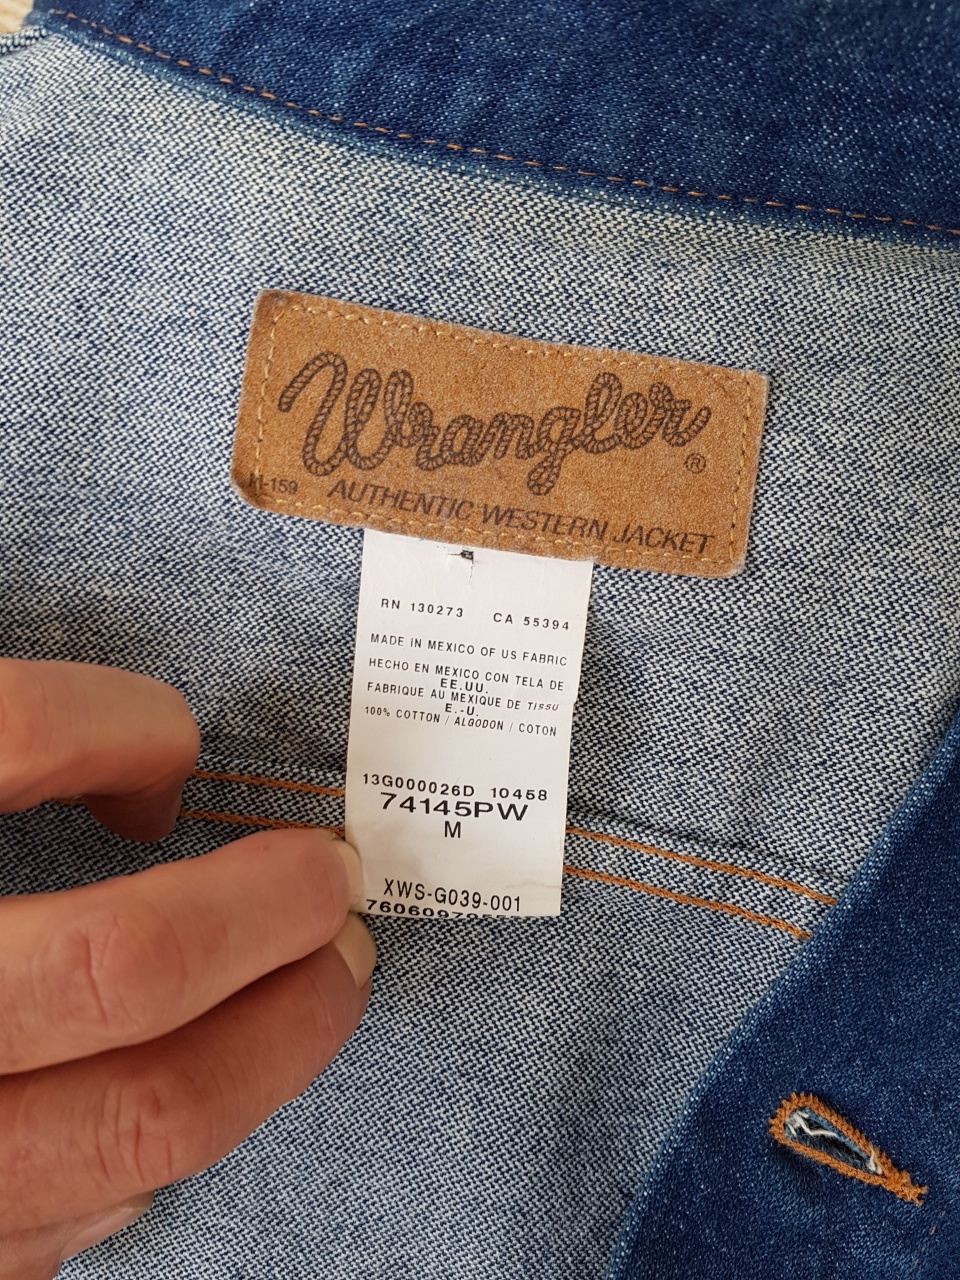 Wrangler®
M-159 AUTHENTIC WESTERN JACKET
RN 130273 CA 55394
MADE IN MEXICO OF US FABRIC
HECHO EN MEXICO CON TELA DE
EE.UU.
FABRIQUE AU MEXIQUE DE TISSU
E.-U.
100% COTTON / ALGODON / COTON
13G000026D 10458
74145PW
M
XWS-G039-001